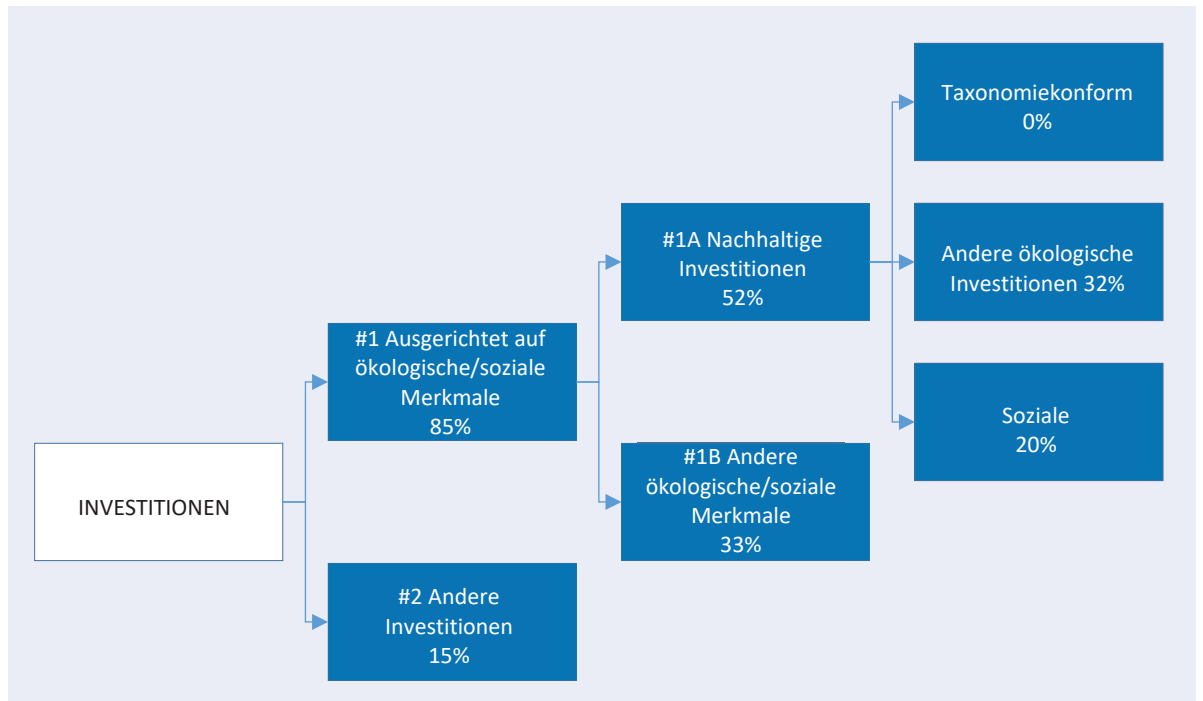 INVESTITIONEN
#1 Ausgerichtet auf
ökologische/soziale
Merkmale
85%
#2 Andere
Investitionen
15%
#1A Nachhaltige
Investitionen
52%
#1B Andere
ökologische/soziale
Merkmale
33%
Taxonomiekonform
0%
Andere ökologische
Investitionen 32%
Soziale
20%